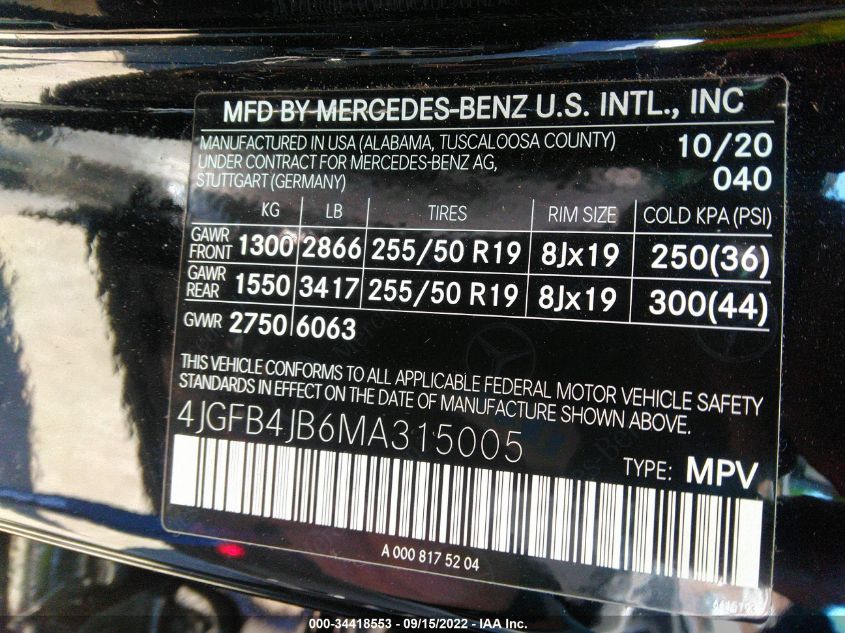 MFD BY MERCEDES-BENZ U.S. INTL., INC
MANUFACTURED IN USA (ALABAMA, TUSCALOOSA COUNTY) 10/20
UNDER CONTRACT FOR MERCEDES-BENZ AG,
STUTTGART (GERMANY) 040
KG LB TIRES RIM SIZE COLD KPA (PSI)
GAWR FRONT 1300 2866 255/50 R19 8Jx19 250(36)
GAWR REAR 1550 3417 255/50 R19 8Jx19 300(44)
GVWR 2750 6063
THIS VEHICLE CONFORMS TO ALL APPLICABLE FEDERAL MOTOR VEHICLE SAFETY
STANDARDS IN EFFECT ON THE DATE OF MANUFACTURE SHOWN ABOVE.
4JGFB4JB6MA315005
TYPE: MPV
A 000 817 52 04
000-34418553 - 09/15/2022 - IAA Inc.